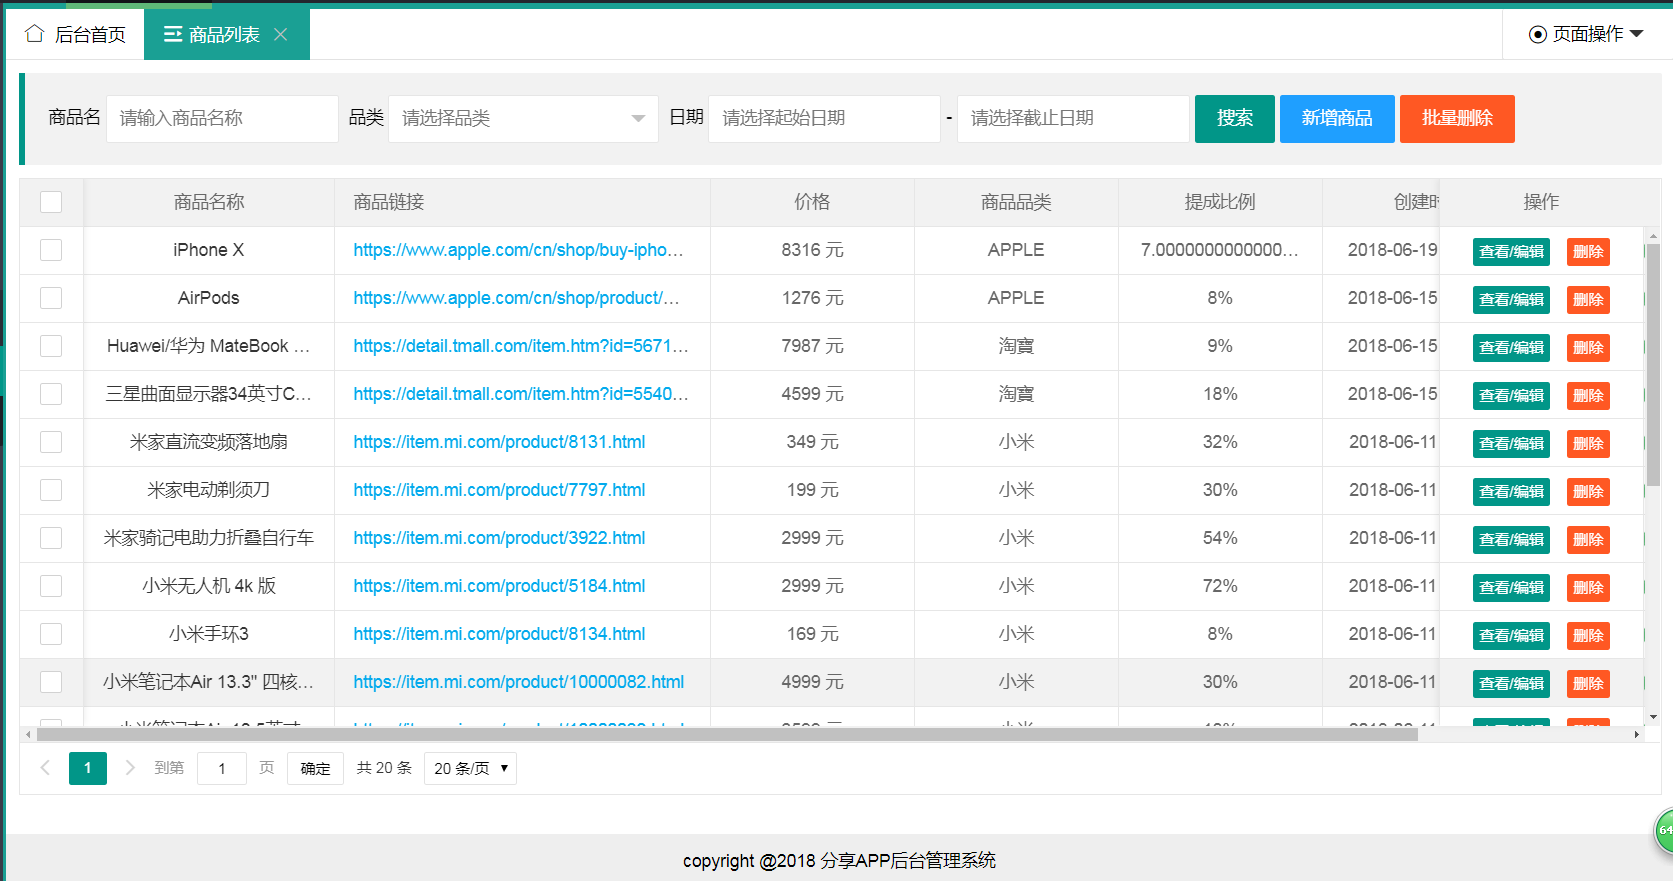 后台首页 商品列表 页面操作
商品名 请输入商品名称 品类 请选择品类 日期 请选择起始日期 - 请选择截止日期 搜索 新增商品 批量删除
商品名称 商品链接 价格 商品品类 提成比例 创建时 操作
iPhone X https://www.apple.com/cn/shop/buy-ipho... 8316 元 APPLE 7.0000000000000... 2018-06-19 查看/编辑 删除
AirPods https://www.apple.com/cn/shop/product/... 1276 元 APPLE 8% 2018-06-15 查看/编辑 删除
Huawei/华为 MateBook ... https://detail.tmall.com/item.htm?id=5671... 7987 元 淘寶 9% 2018-06-15 查看/编辑 删除
三星曲面显示器34英寸C... https://detail.tmall.com/item.htm?id=5540... 4599 元 淘寶 18% 2018-06-15 查看/编辑 删除
米家直流变频落地扇 https://item.mi.com/product/8131.html 349 元 小米 32% 2018-06-11 查看/编辑 删除
米家电动剃须刀 https://item.mi.com/product/7797.html 199 元 小米 30% 2018-06-11 查看/编辑 删除
米家骑记电助力折叠自行车 https://item.mi.com/product/3922.html 2999 元 小米 54% 2018-06-11 查看/编辑 删除
小米无人机 4k 版 https://item.mi.com/product/5184.html 2999 元 小米 72% 2018-06-11 查看/编辑 删除
小米手环3 https://item.mi.com/product/8134.html 169 元 小米 8% 2018-06-11 查看/编辑 删除
小米笔记本Air 13.3" 四核... https://item.mi.com/product/10000082.html 4999 元 小米 30% 2018-06-11 查看/编辑 删除
1 到第 1 页 确定 共 20 条 20 条/页
64
copyright @2018 分享APP后台管理系统